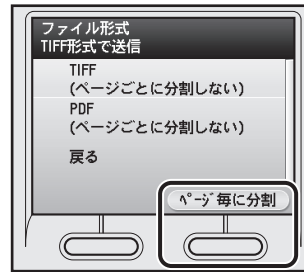 ファイル形式
TIFF形式で送信
TIFF
(ページごとに分割しない)
PDF
(ページごとに分割しない)
戻る
ﾍﾟｰｼﾞ毎に分割